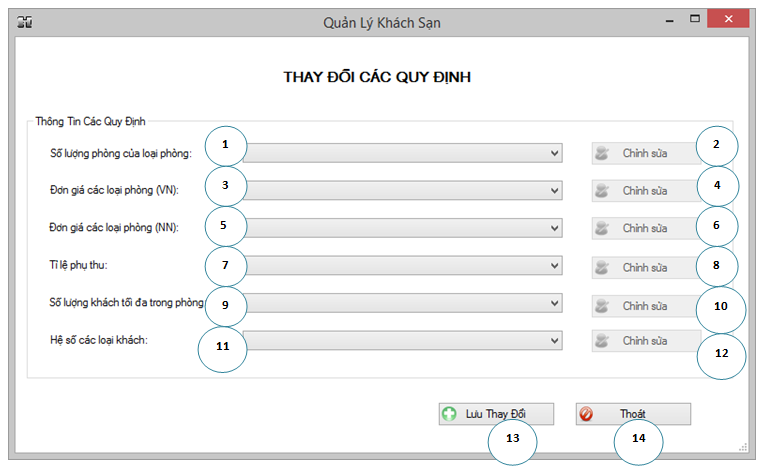 Quản Lý Khách Sạn
THAY ĐỔI CÁC QUY ĐỊNH
Thông Tin Các Quy Định
Số lượng phòng của loại phòng: 1 Chỉnh sửa 2
Đơn giá các loại phòng (VN): 3 Chỉnh sửa 4
Đơn giá các loại phòng (NN): 5 Chỉnh sửa 6
Tỉ lệ phụ thu: 7 Chỉnh sửa 8
Số lượng khách tối đa trong phòng 9 Chỉnh sửa 10
Hệ số các loại khách: 11 Chỉnh sửa 12
Lưu Thay Đổi Thoát
13 14